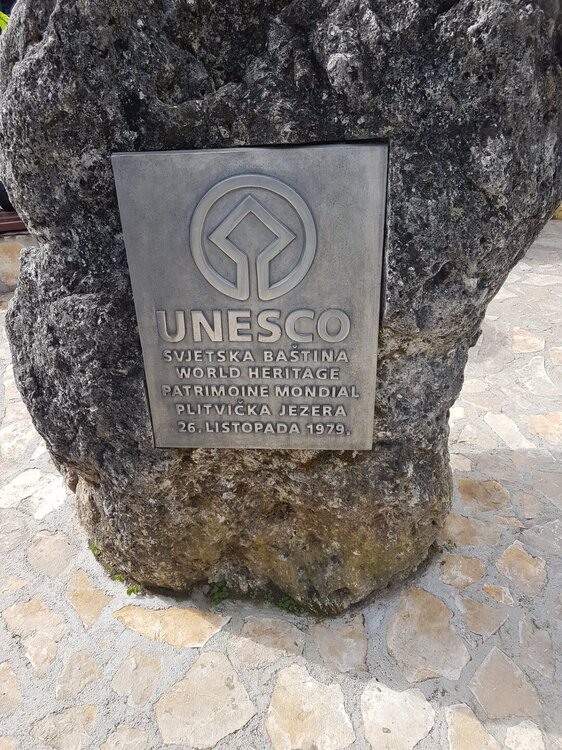 UNESCO
SVJETSKA BAŠTINA
WORLD HERITAGE
PATRIMOINE MONDIAL
PLITVIČKA JEZERA
26. LISTOPADA 1979.